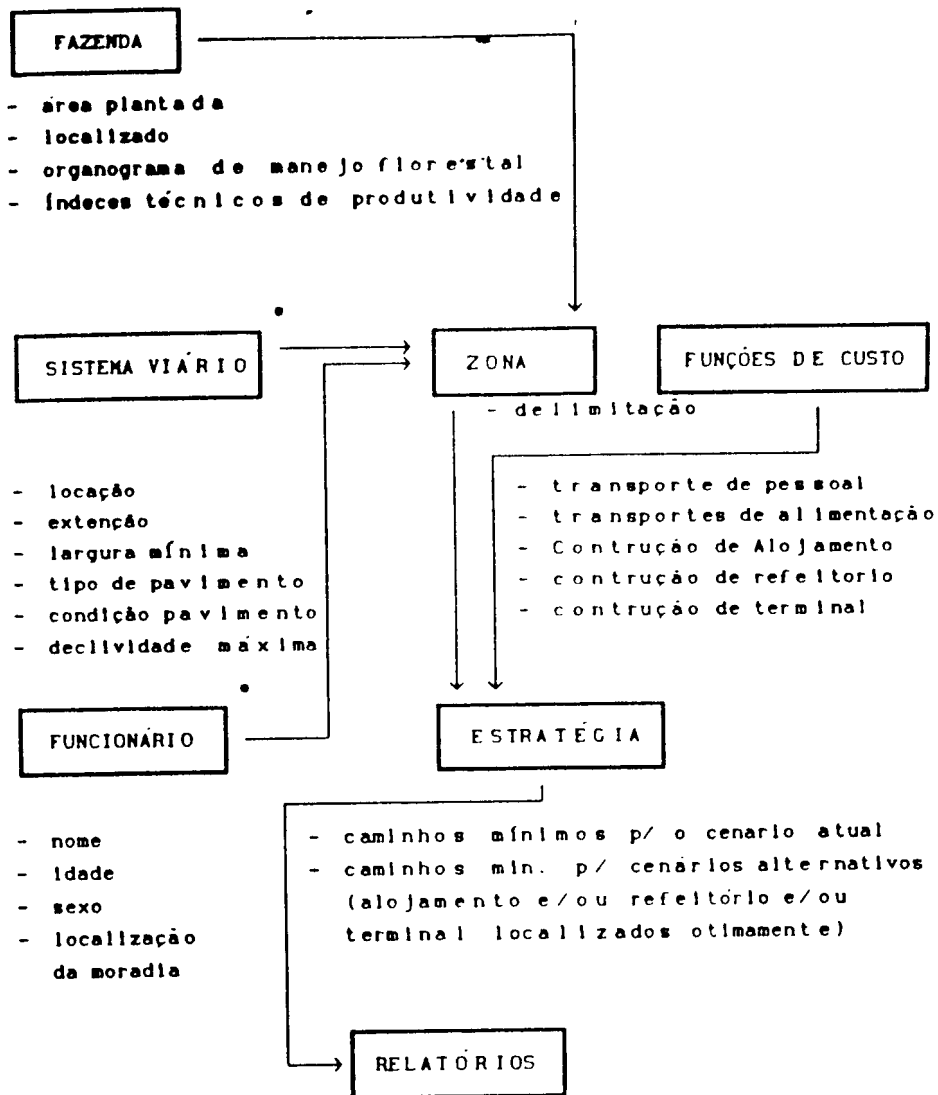 FAZENDA
- área plantada
- localizado
- organograma de manejo florestal
- índeces técnicos de produtividade
SISTEMA VIÁRIO
ZONA
FUNÇÓES DE CUSTO
- delimitação
- locação
- extenção
- largura mínima
- tipo de pavimento
- condição pavimento
- declividade máxima
- transporte de pessoal
- transportes de alimentação
- Contrução de Alojamento
- contrução de refeitorio
- contrução de terminal
FUNCIONÁRIO
ESTRATÉGIA
- nome
- idade
- sexo
- localização
da moradia
- caminhos mínimos p/ o cenario atual
- caminhos min. p/ cenários alternativos
(alojamento e/ou refeitório e/ou
terminal localizados otimamente)
RELATÓRIOS